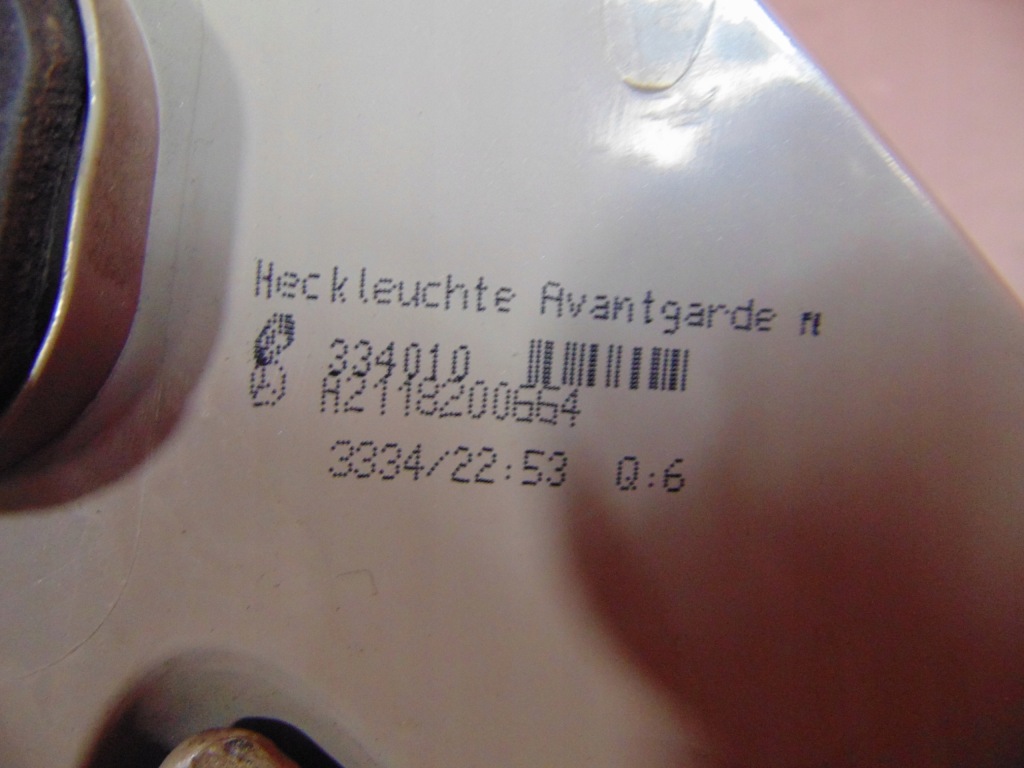 Heckleuchte Avantgarde
334010
A2118200664
3334/22:53 Q:6